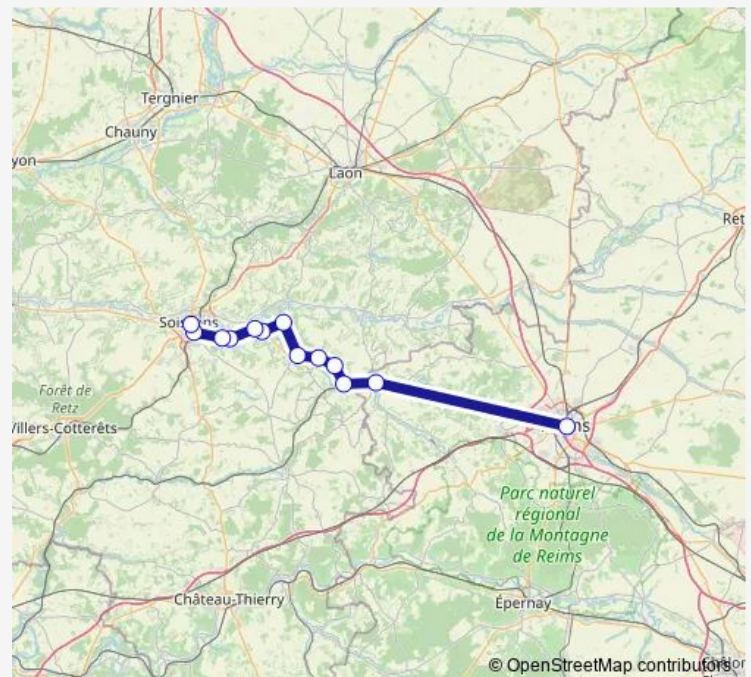 Tergnier
Chauny
yon
Laon
Ret
Soissons
Forêt de
Retz
Villers-Cotterêts
Parc naturel
régional
de la Montagne
de Reims
Château-Thierry
Épernay
© OpenStreetMap contributors